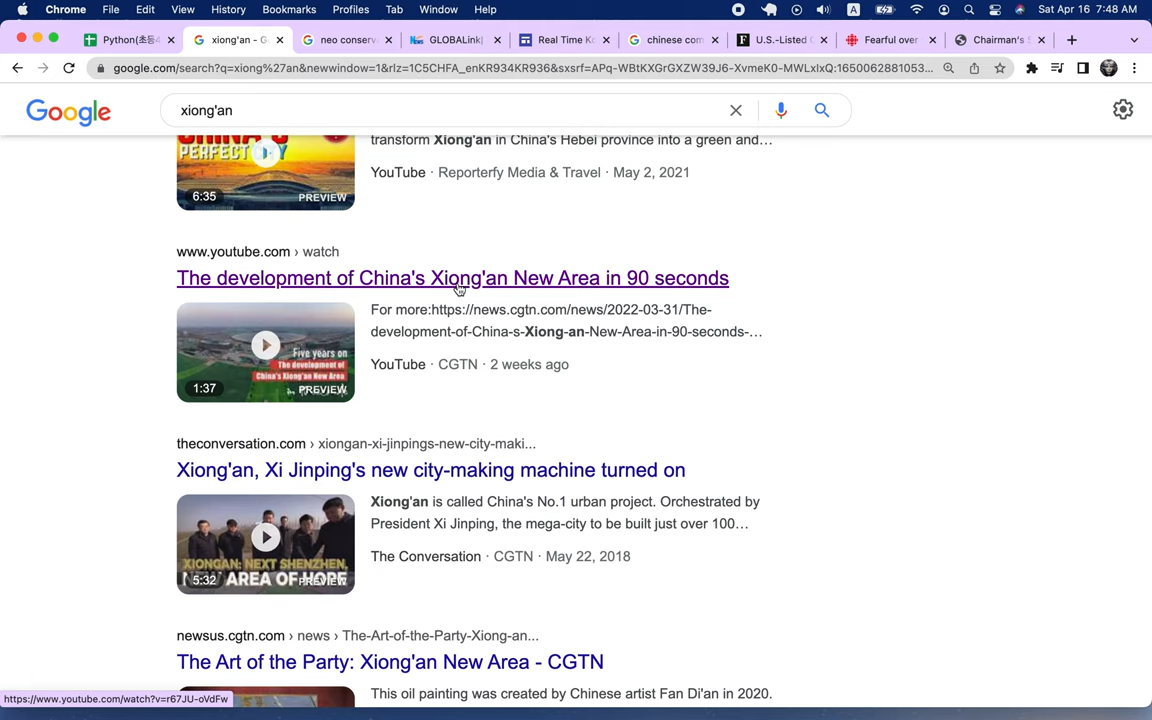 Chrome File Edit View History Bookmarks Profiles Tab Window Help A Sat Apr 16 7:48 AM
Python(초등4 xiong'an - G neo conserva GLOBALink| Real Time Ko chinese com F U.S.-Listed C Fearful over Chairman's S
google.com/search?q=xiong%27an&newwindow=1&rlz=1C5CHFA_enKR934KR936&sxsrf=APq-WBtKXGrGXZW39J6-XvmeK0-MWLxlxQ:1650062881053...
Google xiong'an
PERFECT CITY
transform Xiong'an in China's Hebei province into a green and...
YouTube · Reporterfy Media & Travel · May 2, 2021
6:35 PREVIEW
www.youtube.com › watch
The development of China's Xiong'an New Area in 90 seconds
For more:https://news.cgtn.com/news/2022-03-31/The-
development-of-China-s-Xiong-an-New-Area-in-90-seconds-...
YouTube · CGTN · 2 weeks ago
Five years on
The development of
China's Xiong'an New Area
1:37 PREVIEW
theconversation.com › xiongan-xi-jinpings-new-city-maki...
Xiong'an, Xi Jinping's new city-making machine turned on
Xiong'an is called China's No.1 urban project. Orchestrated by
President Xi Jinping, the mega-city to be built just over 100...
The Conversation · CGTN · May 22, 2018
XIONGAN: NEXT SHENZHEN,
NEW AREA OF HOPE
5:32 PREVIEW
newsus.cgtn.com › news › The-Art-of-the-Party-Xiong-an...
The Art of the Party: Xiong'an New Area - CGTN
This oil painting was created by Chinese artist Fan Di'an in 2020.
https://www.youtube.com/watch?v=r67JU-oVdFw